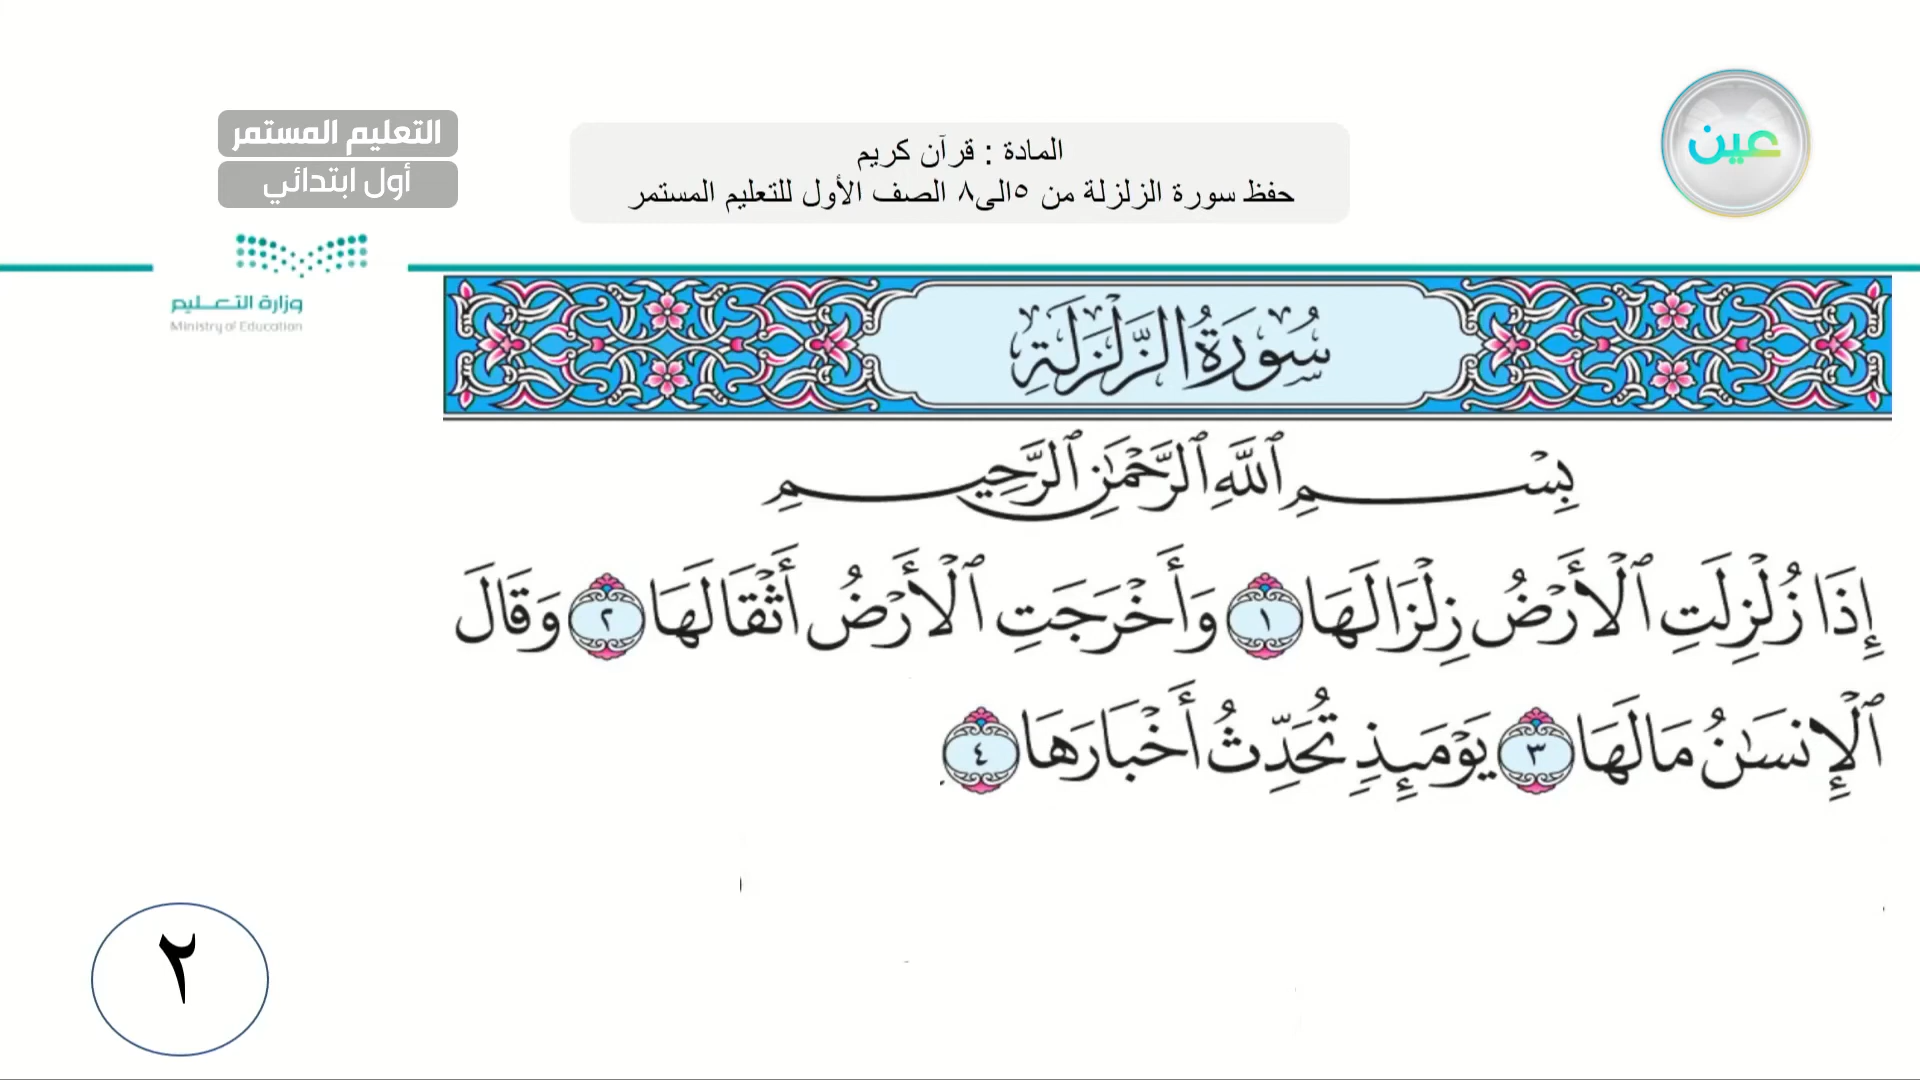 التعليم المستمر
أول ابتدائي
المادة : قرآن كريم
حفظ سورة الزلزلة من ٥الى٨ الصف الأول للتعليم المستمر
عين
وزارة التعليم
Ministry of Education
سُورَةُ الزَّلْزَلَةِ
بِسْمِ ٱللَّهِ ٱلرَّحْمَٰنِ ٱلرَّحِيمِ
إِذَا زُلْزِلَتِ ٱلْأَرْضُ زِلْزَالَهَا ١ وَأَخْرَجَتِ ٱلْأَرْضُ أَثْقَالَهَا ٢ وَقَالَ
ٱلْإِنسَٰنُ مَالَهَا ٣ يَوْمَئِذٍ تُحَدِّثُ أَخْبَارَهَا ٤
٢